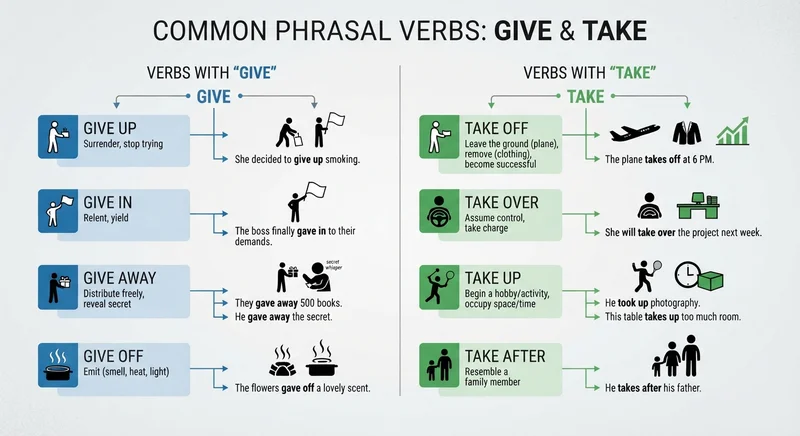 COMMON PHRASAL VERBS: GIVE & TAKE
VERBS WITH “GIVE”
GIVE
GIVE UP
Surrender, stop trying
She decided to give up smoking.
GIVE IN
Relent, yield
The boss finally gave in to their
demands.
GIVE AWAY
Distribute freely,
reveal secret
secret
whisper
They gave away 500 books.
He gave away the secret.
GIVE OFF
Emit (smell, heat, light)
The flowers gave off a lovely scent.
VERBS WITH “TAKE”
TAKE
TAKE OFF
Leave the ground (plane),
remove (clothing),
become successful
The plane takes off at 6 PM.
TAKE OVER
Assume control,
take charge
She will take over the project next week.
TAKE UP
Begin a hobby/activity,
occupy space/time
He took up photography.
This table takes up too much room.
TAKE AFTER
Resemble a
family member
He takes after his father.